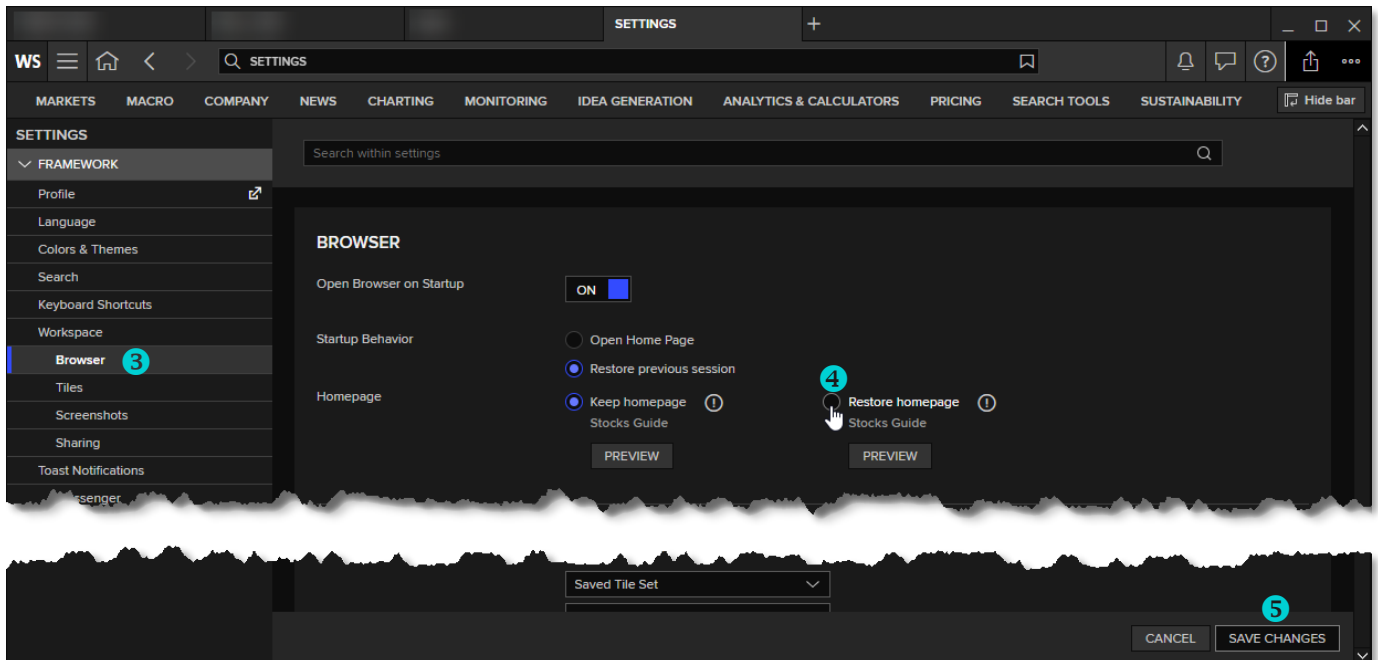 SETTINGS
WS SETTINGS
MARKETS MACRO COMPANY NEWS CHARTING MONITORING IDEA GENERATION ANALYTICS & CALCULATORS PRICING SEARCH TOOLS SUSTAINABILITY Hide bar
SETTINGS
FRAMEWORK
Profile
Language
Colors & Themes
Search
Keyboard Shortcuts
Workspace
Browser 3
Tiles
Screenshots
Sharing
Toast Notifications
Search within settings
BROWSER
Open Browser on Startup ON
Startup Behavior Open Home Page
Restore previous session
4
Homepage Keep homepage Restore homepage
Stocks Guide Stocks Guide
PREVIEW PREVIEW
Saved Tile Set
5
CANCEL SAVE CHANGES